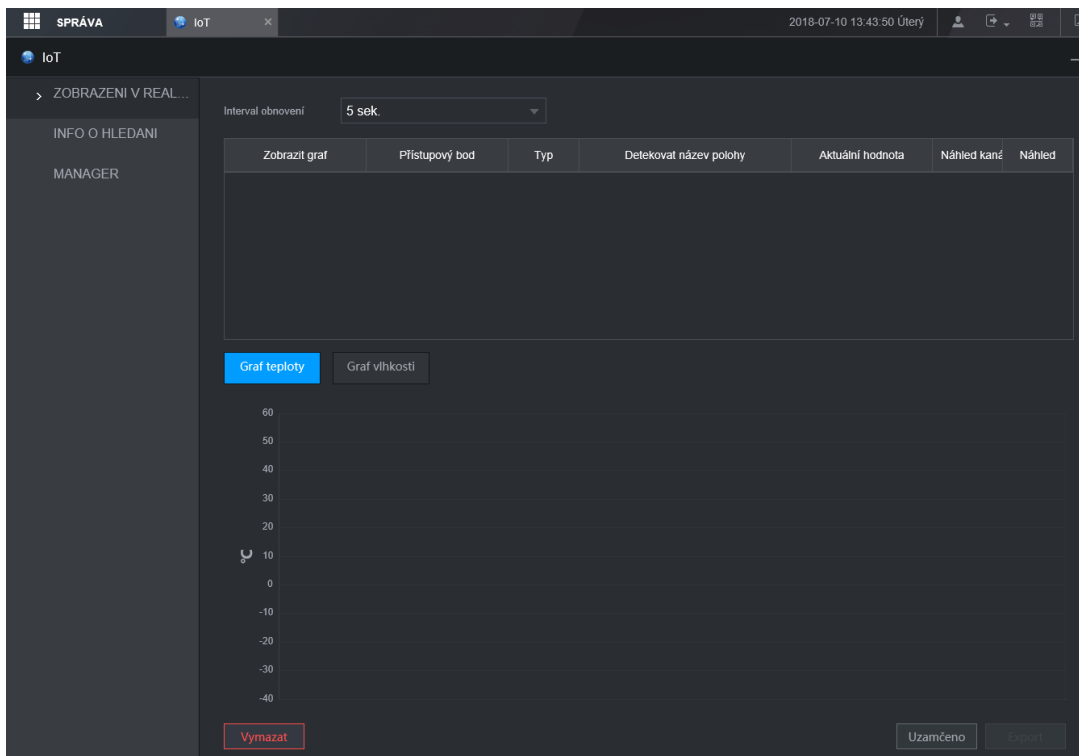 SPRÁVA
IoT
2018-07-10 13:43:50 Úterý
IoT
ZOBRAZENI V REAL...
INFO O HLEDANI
MANAGER
Interval obnovení
5 sek.
Zobrazit graf Přístupový bod Typ Detekovat název polohy Aktuální hodnota Náhled kaná Náhled
Graf teploty Graf vlhkosti
60
50
40
30
20
°C
10
0
-10
-20
-30
-40
Vymazat Uzamčeno Export